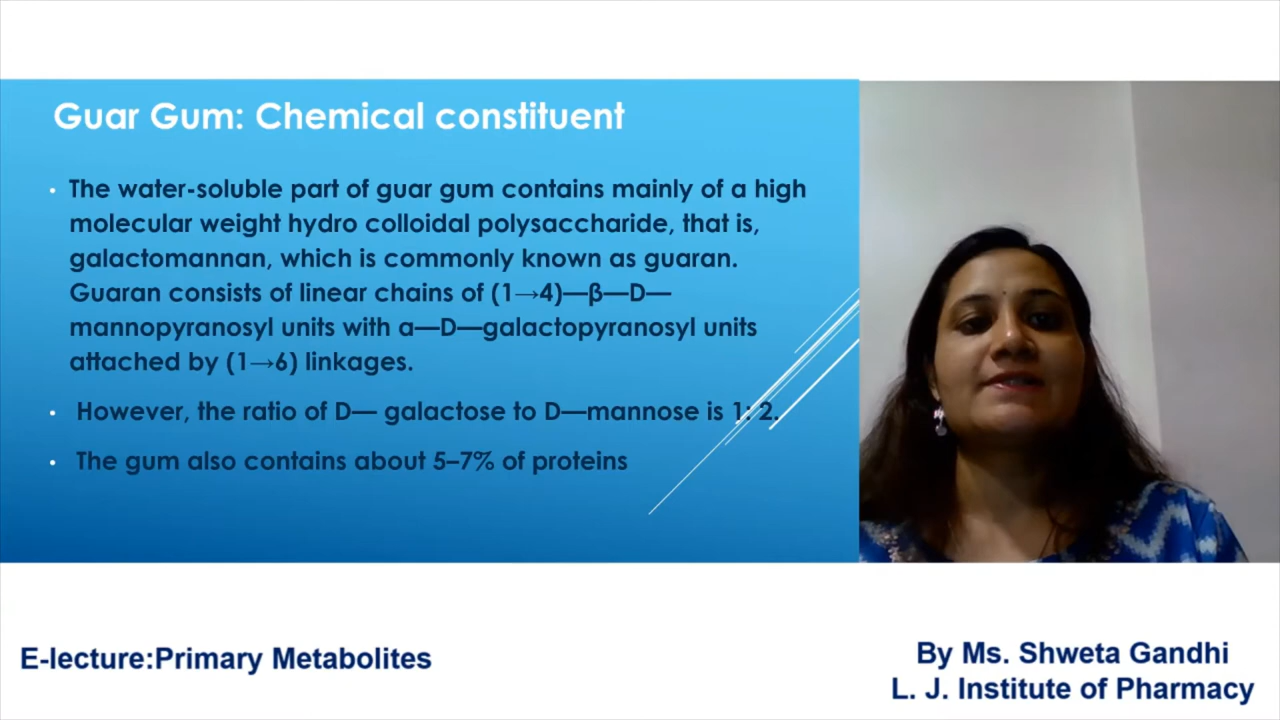 Guar Gum: Chemical constituent
• The water-soluble part of guar gum contains mainly of a high
molecular weight hydro colloidal polysaccharide, that is,
galactomannan, which is commonly known as guaran.
Guaran consists of linear chains of (1→4)—β—D—
mannopyranosyl units with a—D—galactopyranosyl units
attached by (1→6) linkages.
• However, the ratio of D— galactose to D—mannose is 1: 2.
• The gum also contains about 5–7% of proteins
E-lecture:Primary Metabolites
By Ms. Shweta Gandhi
L. J. Institute of Pharmacy